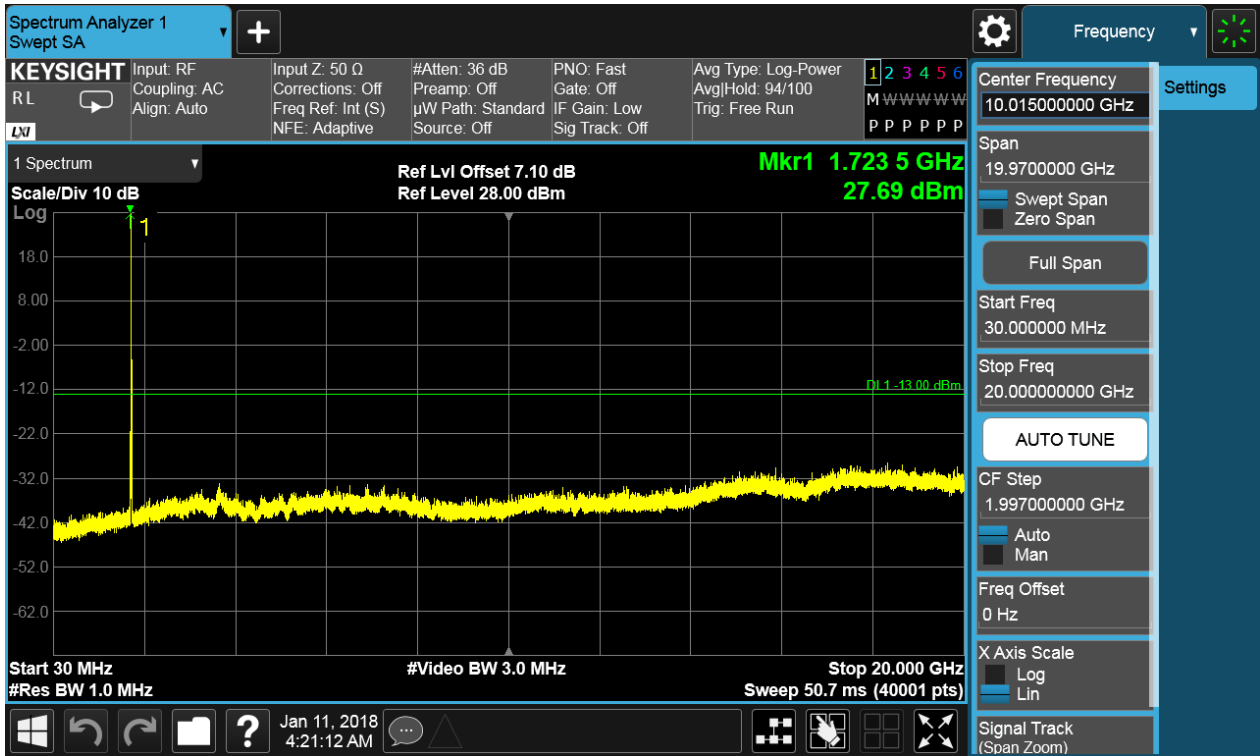 Spectrum Analyzer 1
Swept SA
+
Frequency
KEYSIGHT
R L
LXI
Input: RF
Coupling: AC
Align: Auto
Input Z: 50 Ω
Corrections: Off
Freq Ref: Int (S)
NFE: Adaptive
#Atten: 36 dB
Preamp: Off
µW Path: Standard
Source: Off
PNO: Fast
Gate: Off
IF Gain: Low
Sig Track: Off
Avg Type: Log-Power
Avg|Hold: 94/100
Trig: Free Run
1 2 3 4 5 6
M W W W W W
P P P P P P
1 Spectrum
Scale/Div 10 dB
Ref Lvl Offset 7.10 dB
Ref Level 28.00 dBm
Mkr1 1.723 5 GHz
27.69 dBm
Log
1
18.0
8.00
-2.00
-12.0
DL1 -13.00 dBm
-22.0
-32.0
-42.0
-52.0
-62.0
Start 30 MHz
#Res BW 1.0 MHz
#Video BW 3.0 MHz
Stop 20.000 GHz
Sweep 50.7 ms (40001 pts)
Center Frequency
10.015000000 GHz
Span
19.9700000 GHz
Swept Span
Zero Span
Full Span
Start Freq
30.000000 MHz
Stop Freq
20.000000000 GHz
AUTO TUNE
CF Step
1.997000000 GHz
Auto
Man
Freq Offset
0 Hz
X Axis Scale
Log
Lin
Signal Track
(Span Zoom)
Settings
?
Jan 11, 2018
4:21:12 AM